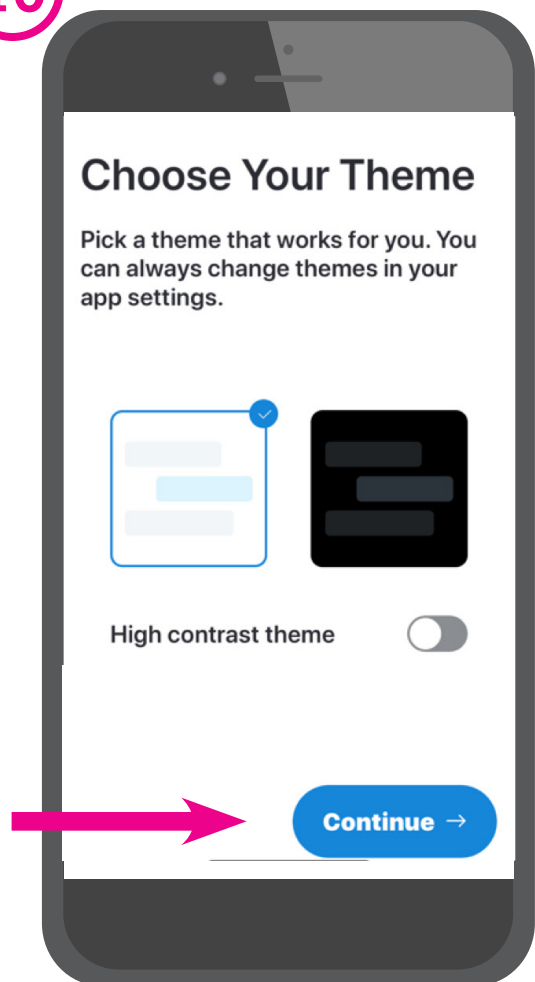 Choose Your Theme
Pick a theme that works for you. You
can always change themes in your
app settings.
High contrast theme
Continue →